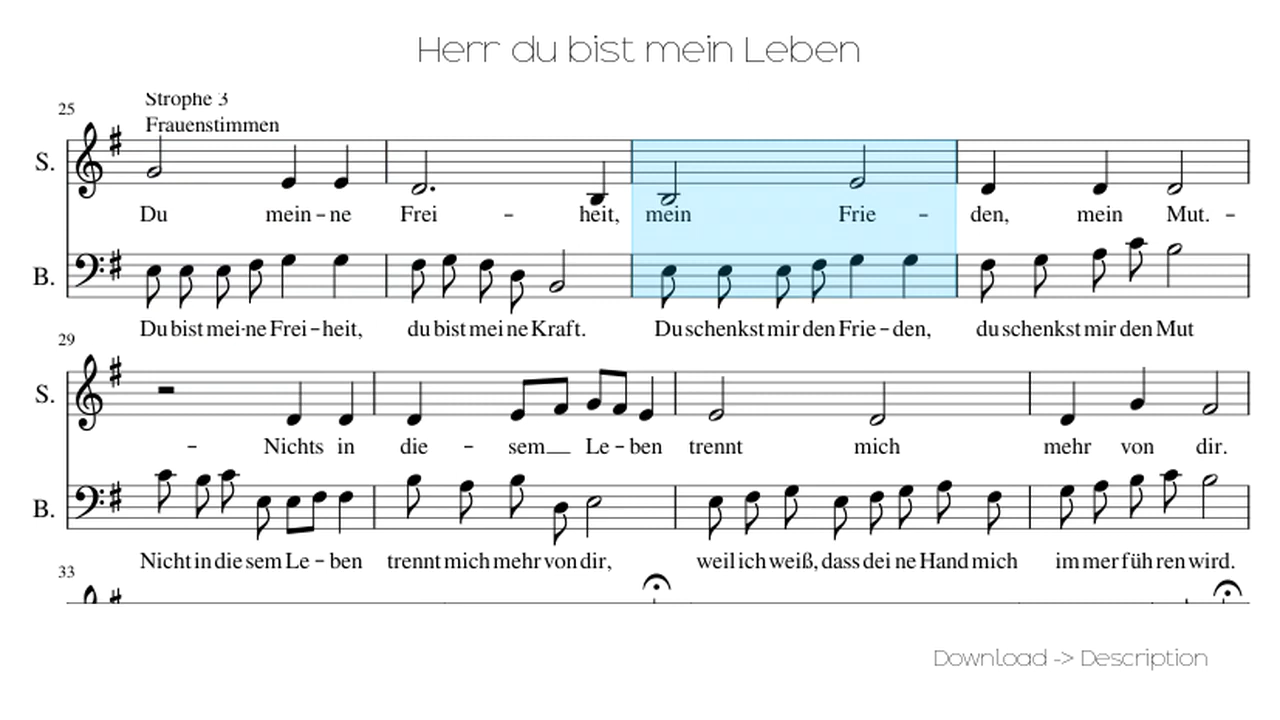 Herr du bist mein Leben
Strophe 3
25
Frauenstimmen
S.
Du mein – ne Frei – heit, mein Frie – den, mein Mut. –
B.
Du bist mei-ne Frei – heit, du bist mei ne Kraft. Du schenkst mir den Frie – den, du schenkst mir den Mut
29
S.
– Nichts in die – sem__ Le – ben trennt mich mehr von dir.
B.
Nicht in die sem Le – ben trennt mich mehr von dir, weil ich weiß, dass dei ne Hand mich im mer füh ren wird.
33
Download -> Description